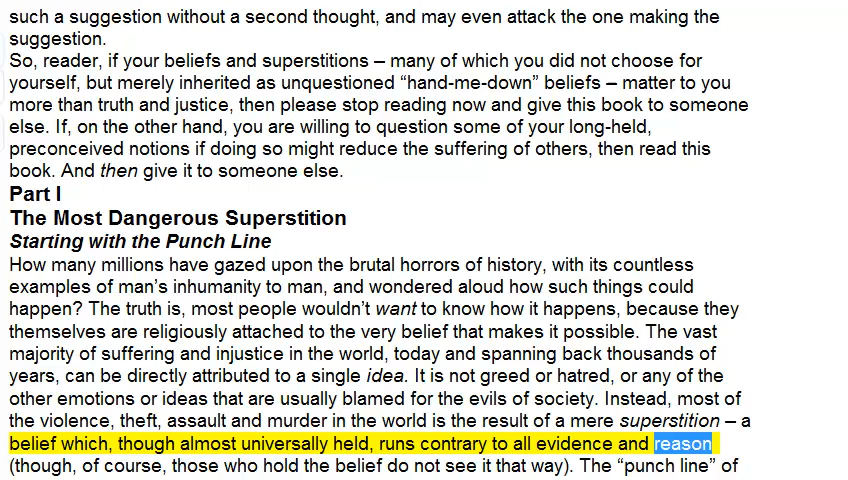 such a suggestion without a second thought, and may even attack the one making the
suggestion.
So, reader, if your beliefs and superstitions – many of which you did not choose for
yourself, but merely inherited as unquestioned “hand-me-down” beliefs – matter to you
more than truth and justice, then please stop reading now and give this book to someone
else. If, on the other hand, you are willing to question some of your long-held,
preconceived notions if doing so might reduce the suffering of others, then read this
book. And then give it to someone else.
Part I
The Most Dangerous Superstition
Starting with the Punch Line
How many millions have gazed upon the brutal horrors of history, with its countless
examples of man’s inhumanity to man, and wondered aloud how such things could
happen? The truth is, most people wouldn’t want to know how it happens, because they
themselves are religiously attached to the very belief that makes it possible. The vast
majority of suffering and injustice in the world, today and spanning back thousands of
years, can be directly attributed to a single idea. It is not greed or hatred, or any of the
other emotions or ideas that are usually blamed for the evils of society. Instead, most of
the violence, theft, assault and murder in the world is the result of a mere superstition – a
belief which, though almost universally held, runs contrary to all evidence and reason
(though, of course, those who hold the belief do not see it that way). The “punch line” of